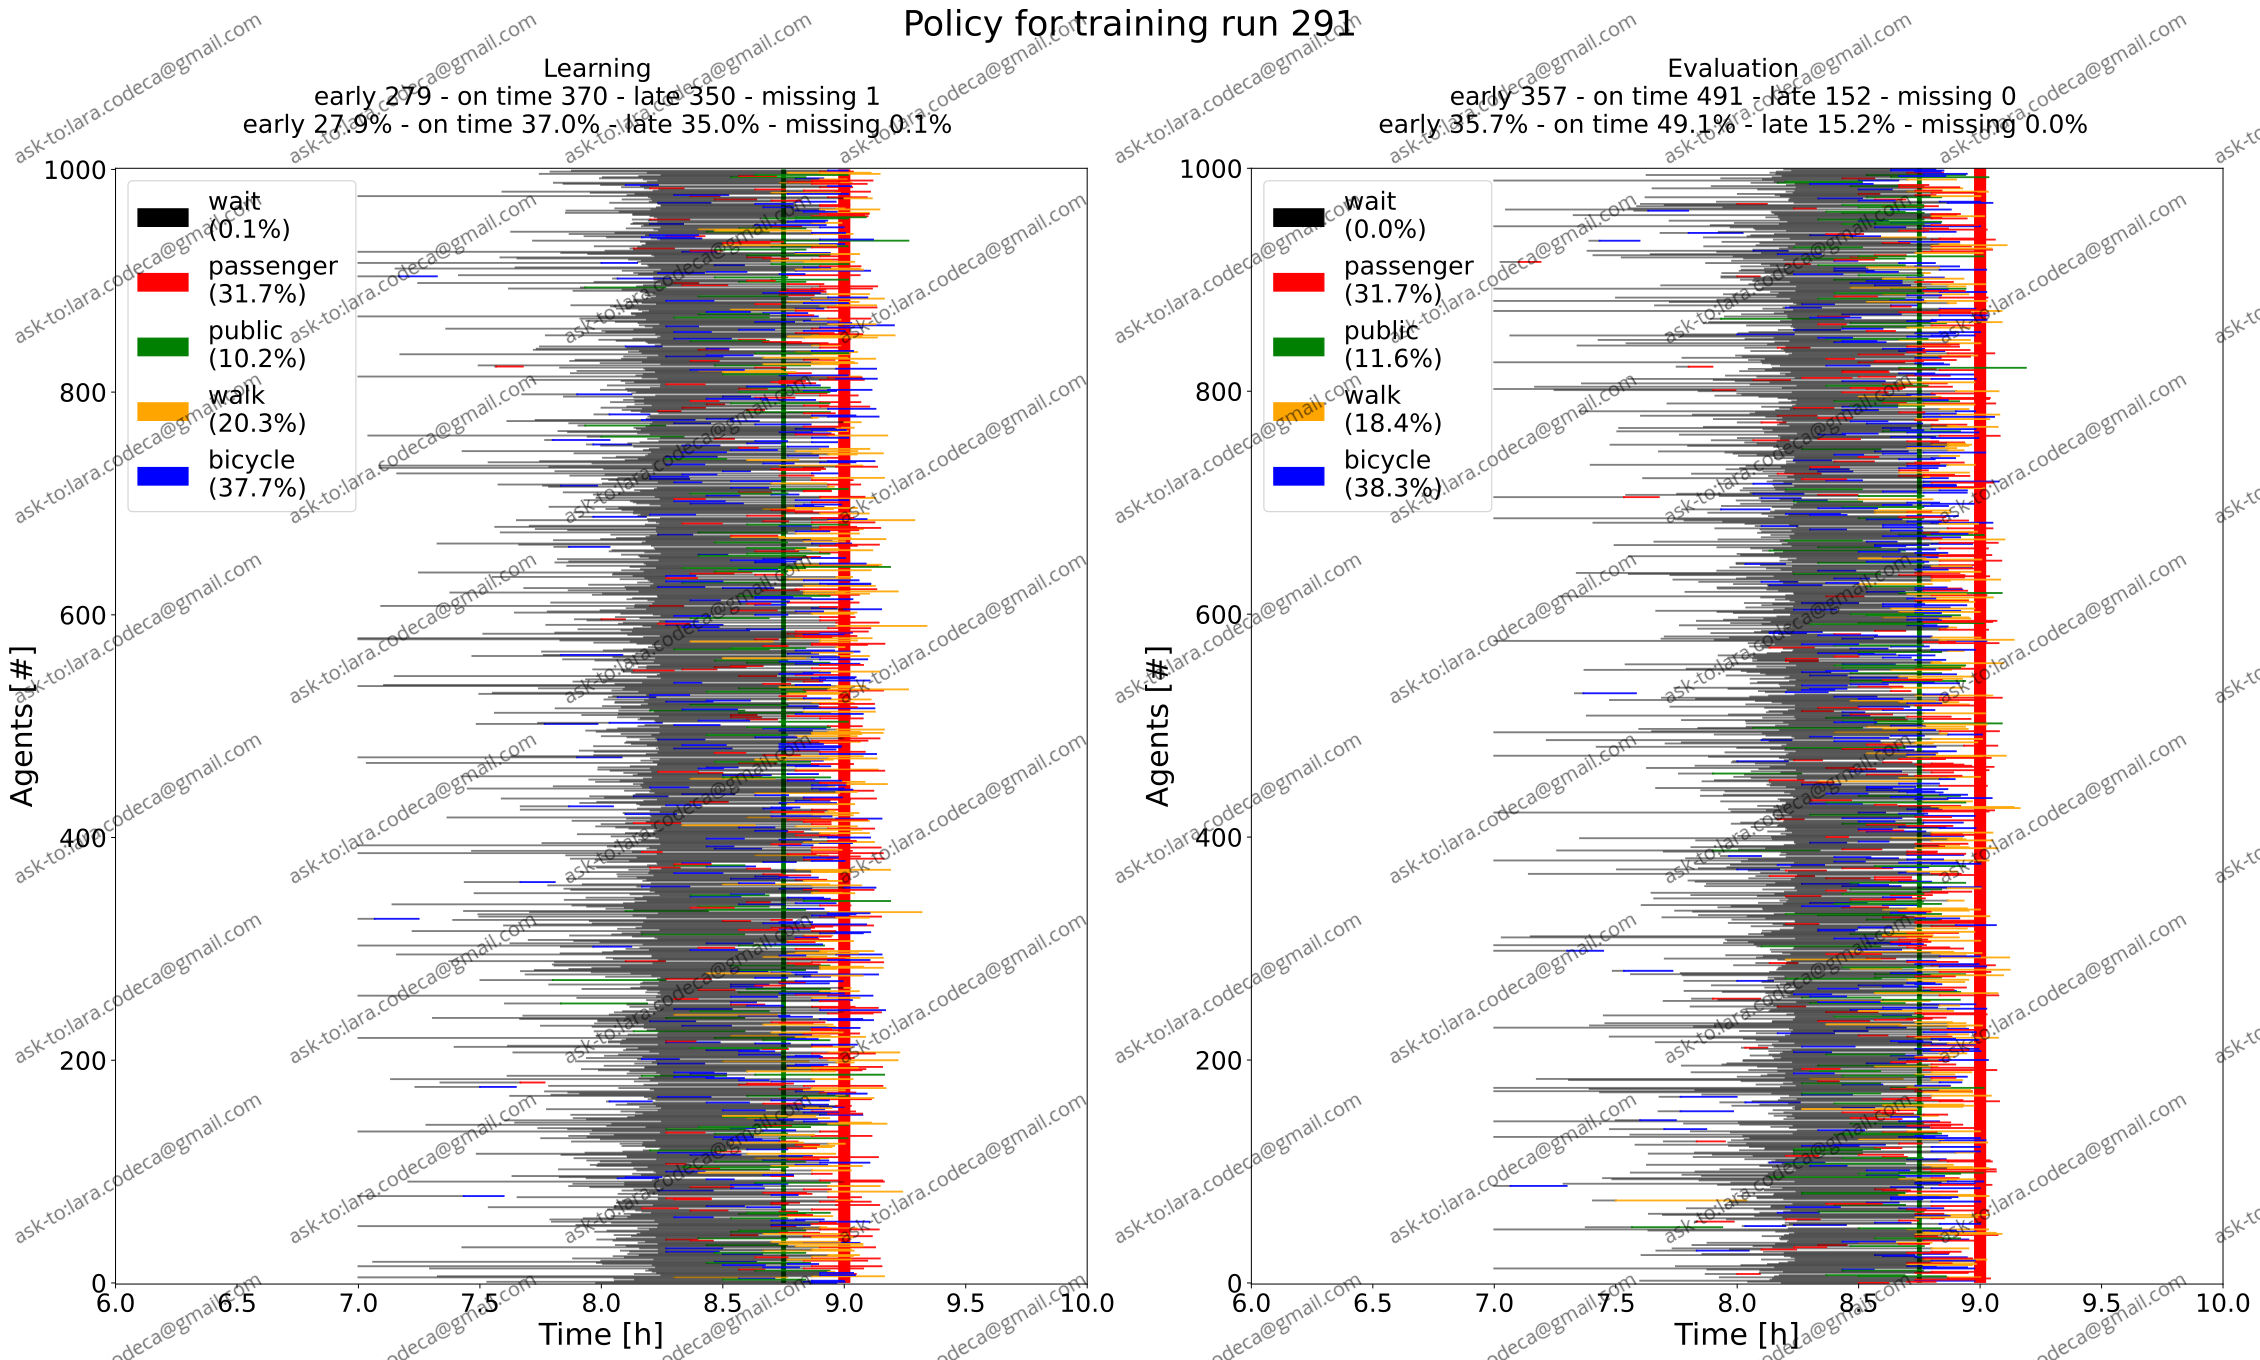 Policy for training run 291
Learning
early 279 - on time 370 - late 350 - missing 1
early 27.9% - on time 37.0% - late 35.0% - missing 0.1%
Agents [#]
1000
800
600
400
200
0
wait
(0.1%)
passenger
(31.7%)
public
(10.2%)
walk
(20.3%)
bicycle
(37.7%)
6.0 6.5 7.0 7.5 8.0 8.5 9.0 9.5 10.0
Time [h]
Evaluation
early 357 - on time 491 - late 152 - missing 0
early 35.7% - on time 49.1% - late 15.2% - missing 0.0%
Agents [#]
1000
800
600
400
200
0
wait
(0.0%)
passenger
(31.7%)
public
(11.6%)
walk
(18.4%)
bicycle
(38.3%)
6.0 6.5 7.0 7.5 8.0 8.5 9.0 9.5 10.0
Time [h]
ask-to:lara.codeca@gmail.com